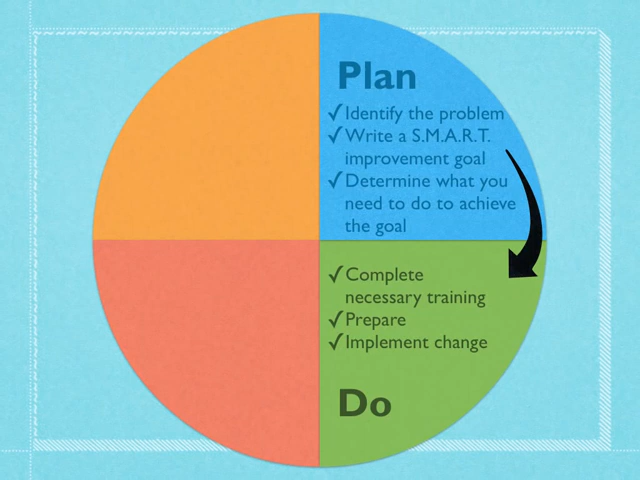 Plan
✓Identify the problem
✓Write a S.M.A.R.T.
improvement goal
✓Determine what you
need to do to achieve
the goal
✓Complete
necessary training
✓Prepare
✓Implement change
Do